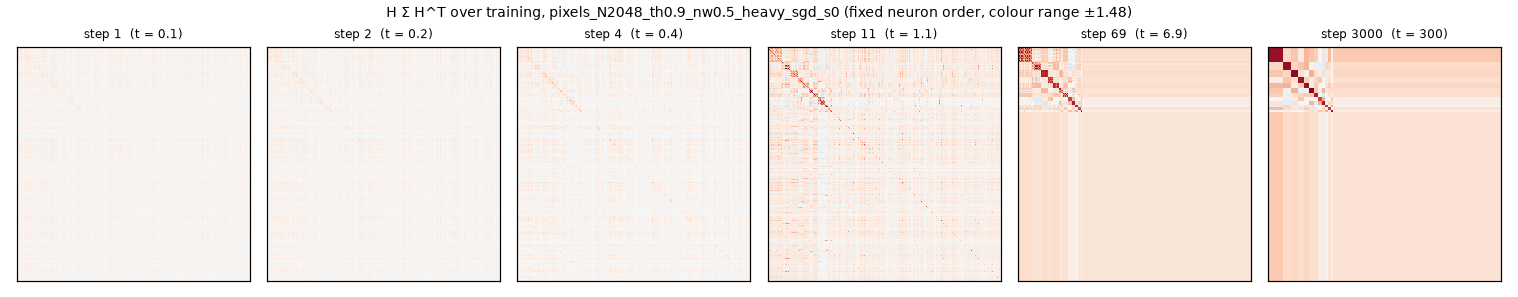 H Σ H^T over training, pixels_N2048_th0.9_nw0.5_heavy_sgd_s0 (fixed neuron order, colour range ±1.48)
step 1 (t = 0.1)
step 2 (t = 0.2)
step 4 (t = 0.4)
step 11 (t = 1.1)
step 69 (t = 6.9)
step 3000 (t = 300)